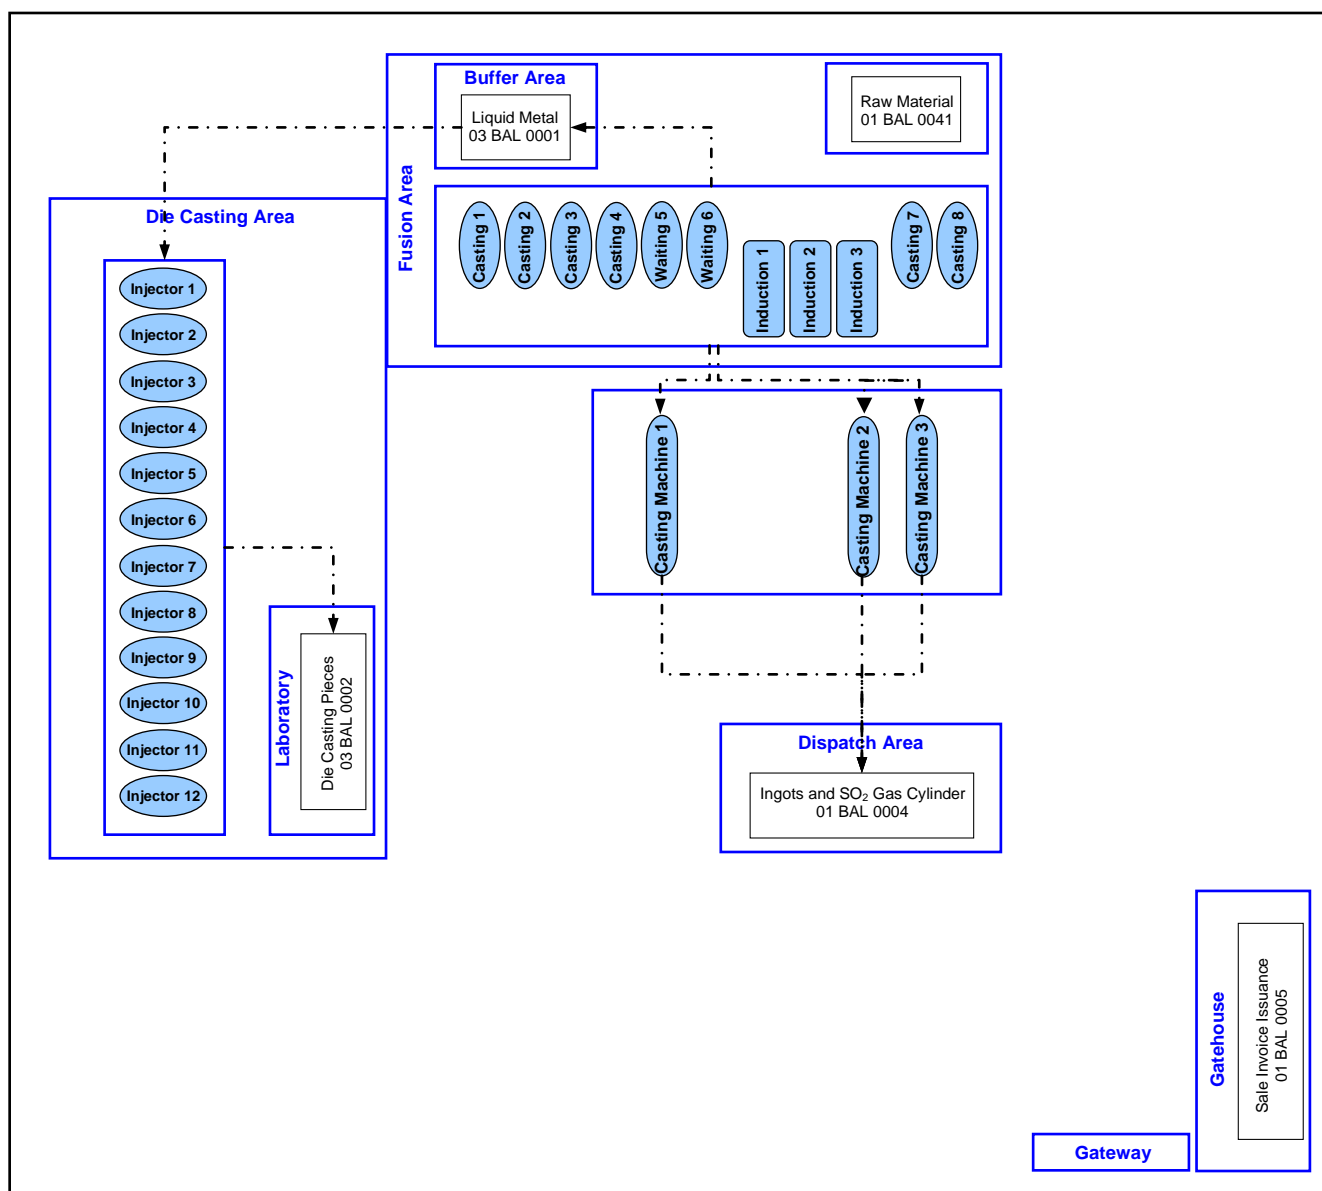 Buffer Area
Liquid Metal
03 BAL 0001
Raw Material
01 BAL 0041
Fusion Area
Casting 1
Casting 2
Casting 3
Casting 4
Waiting 5
Waiting 6
Induction 1
Induction 2
Induction 3
Casting 7
Casting 8
Die Casting Area
Injector 1
Injector 2
Injector 3
Injector 4
Injector 5
Injector 6
Injector 7
Injector 8
Injector 9
Injector 10
Injector 11
Injector 12
Laboratory
Die Casting Pieces
03 BAL 0002
Casting Machine 1
Casting Machine 2
Casting Machine 3
Dispatch Area
Ingots and SO₂ Gas Cylinder
01 BAL 0004
Gatehouse
Sale Invoice Issuance
01 BAL 0005
Gateway